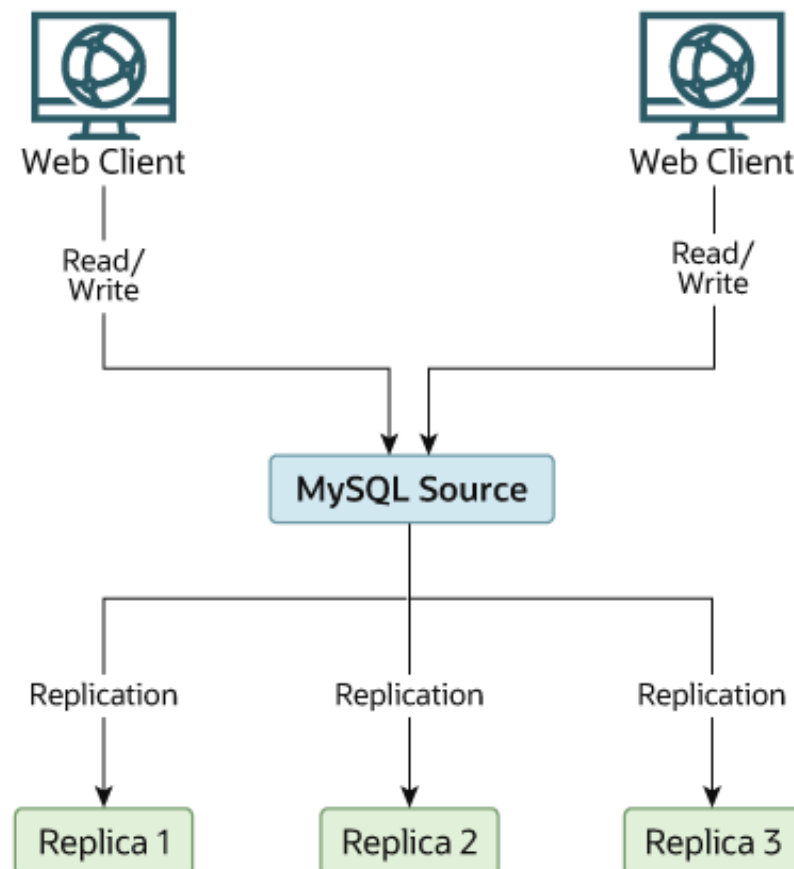 Web Client
Web Client
Read/
Write
Read/
Write
MySQL Source
Replication
Replication
Replication
Replica 1
Replica 2
Replica 3